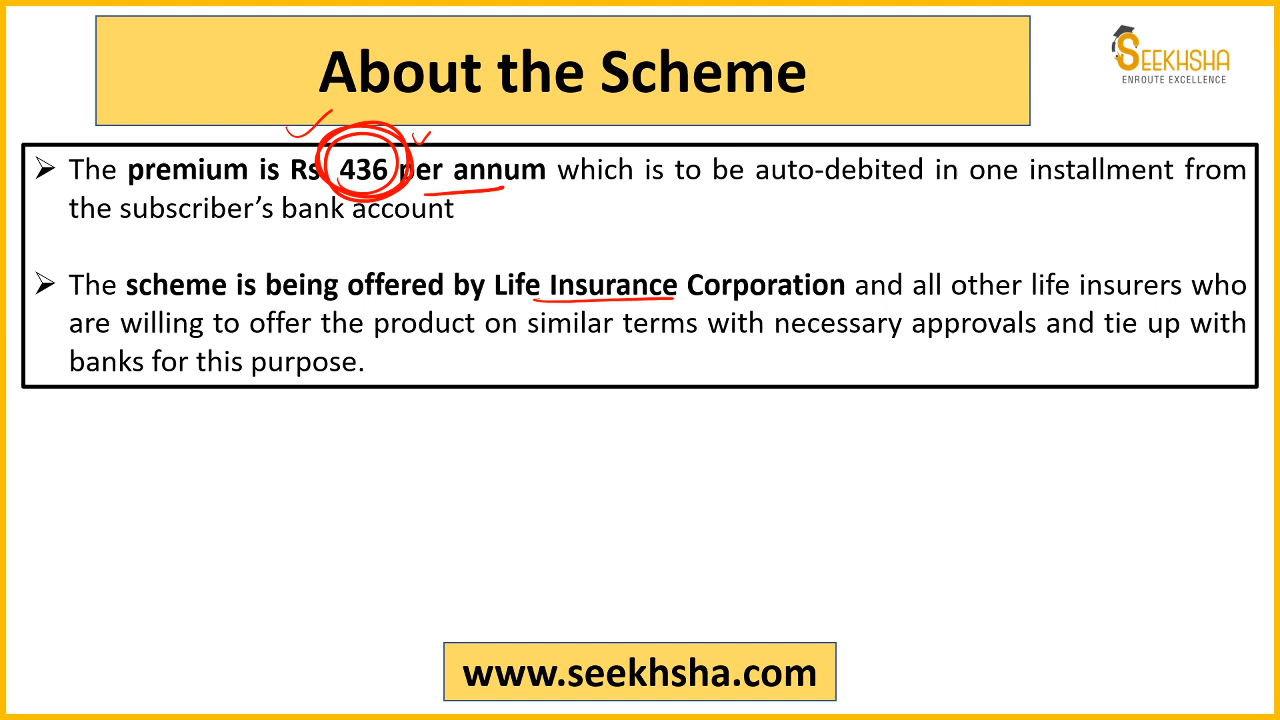 About the Scheme
SEEKHSHA
ENROUTE EXCELLENCE
➢ The premium is Rs 436 per annum which is to be auto-debited in one installment from
the subscriber’s bank account
➢ The scheme is being offered by Life Insurance Corporation and all other life insurers who
are willing to offer the product on similar terms with necessary approvals and tie up with
banks for this purpose.
www.seekhsha.com